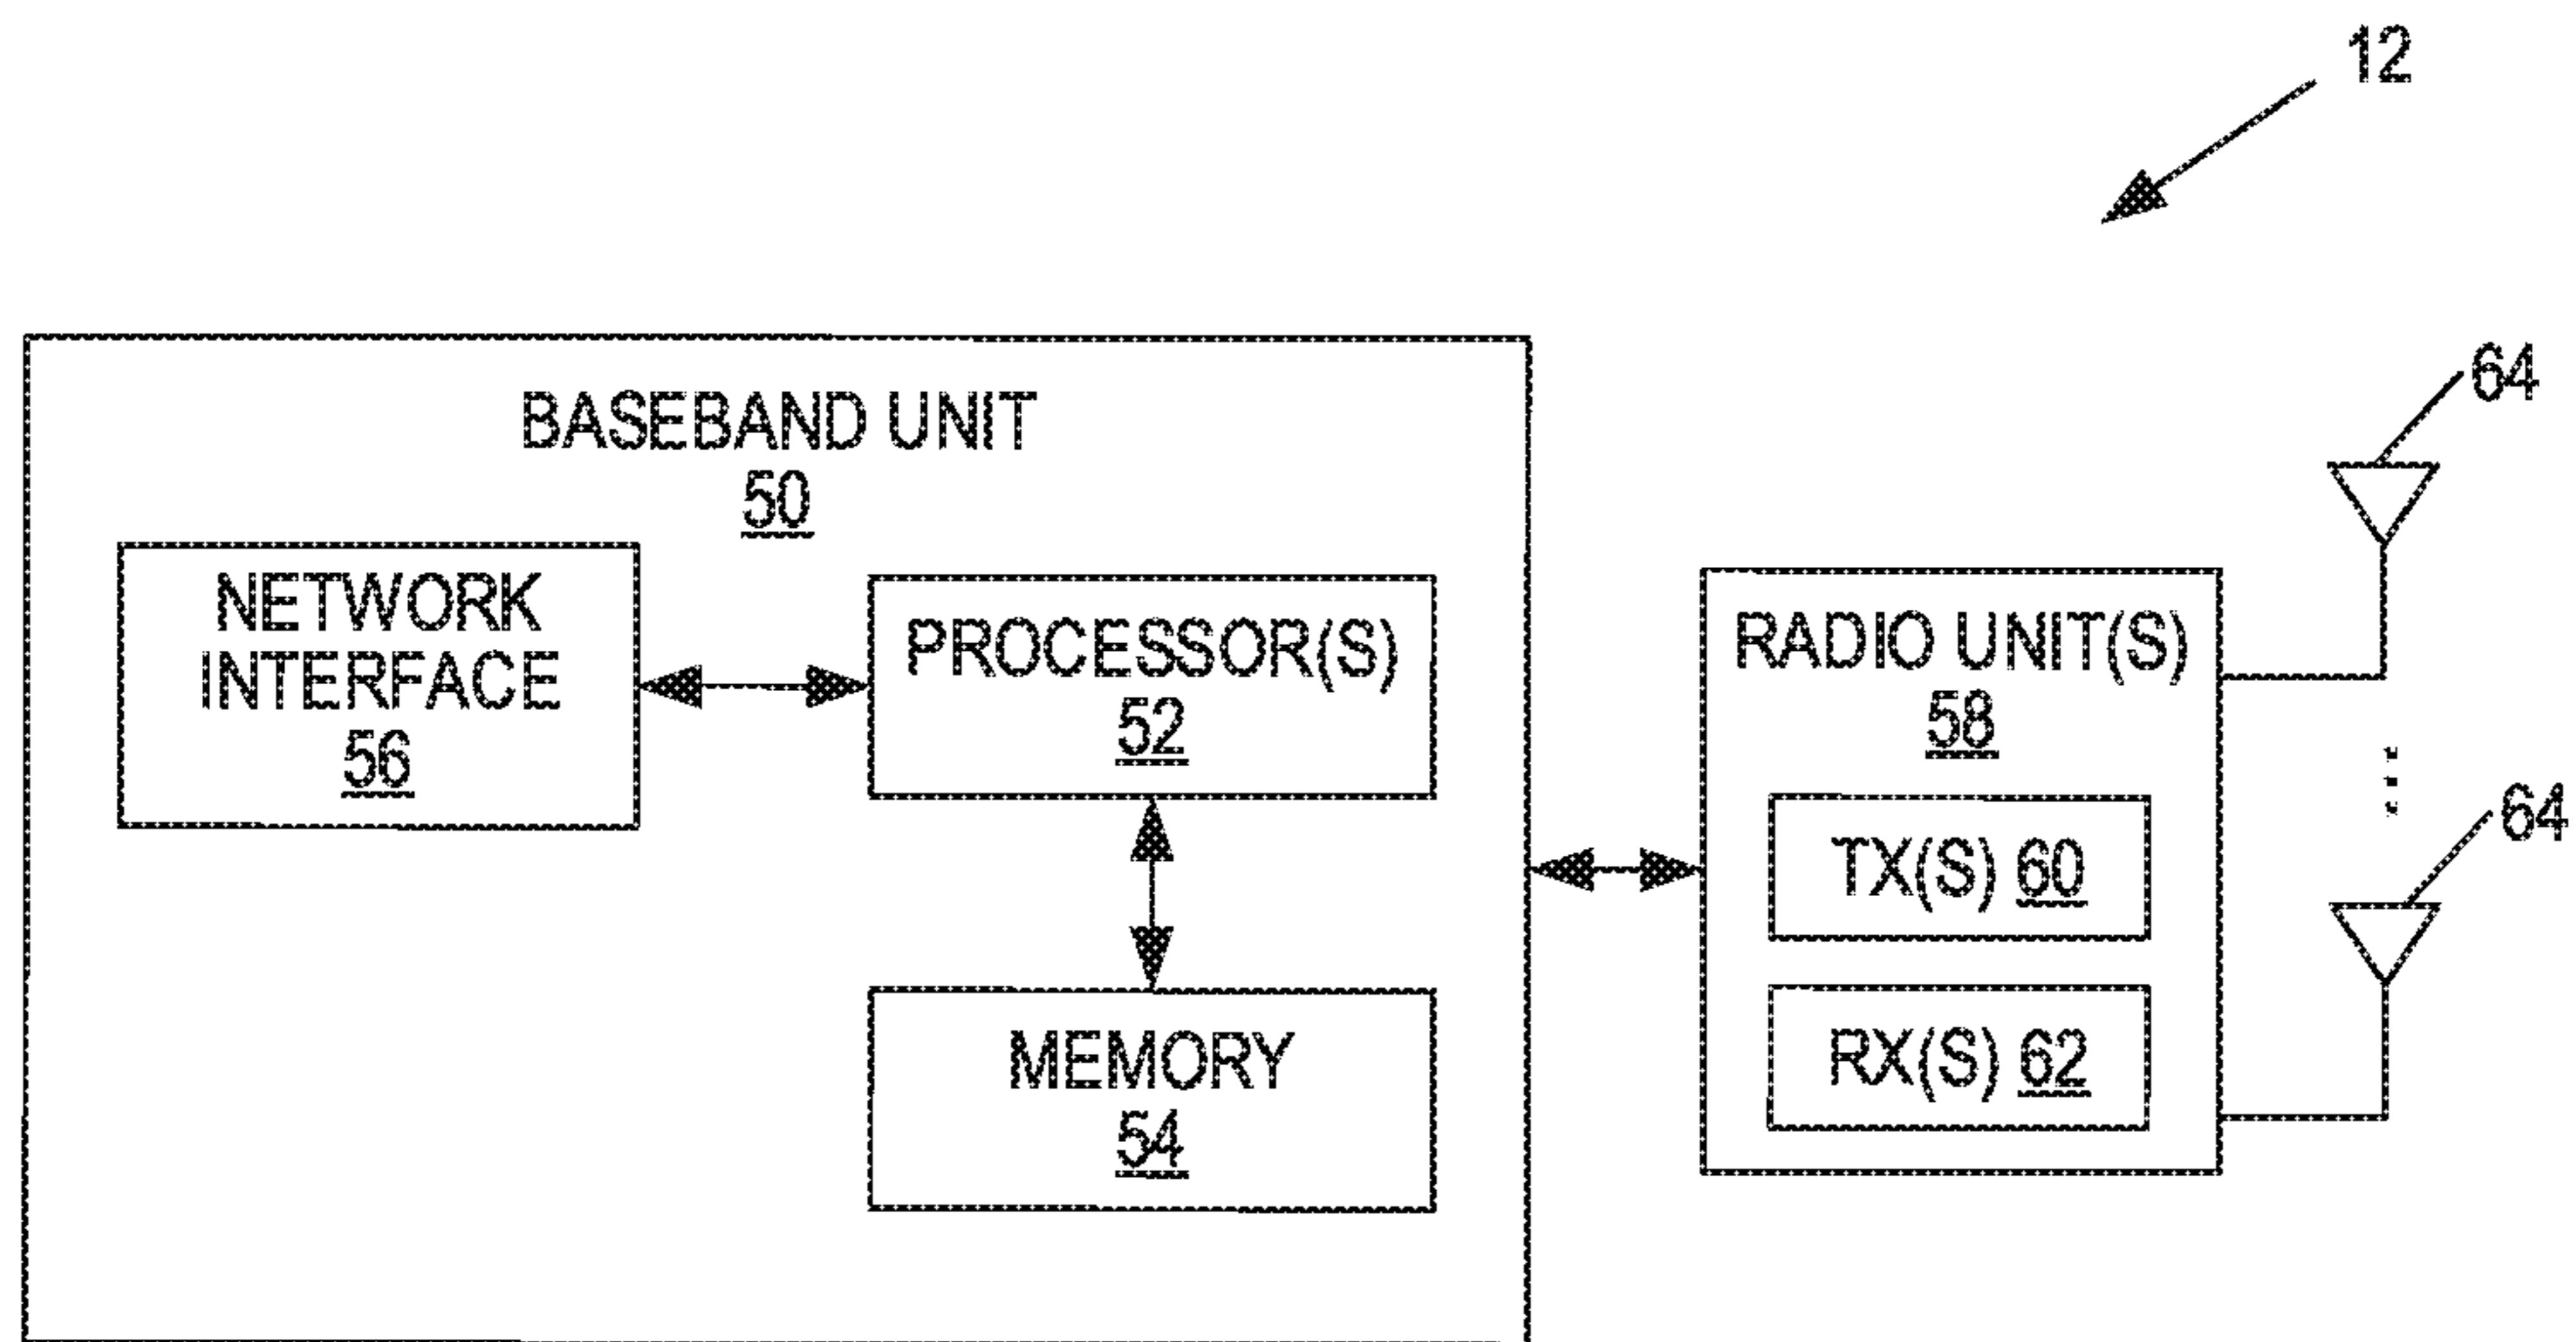 12
BASEBAND UNIT
50
NETWORK
INTERFACE
56
PROCESSOR(S)
52
MEMORY
54
RADIO UNIT(S)
58
TX(S) 60
RX(S) 62
64
64